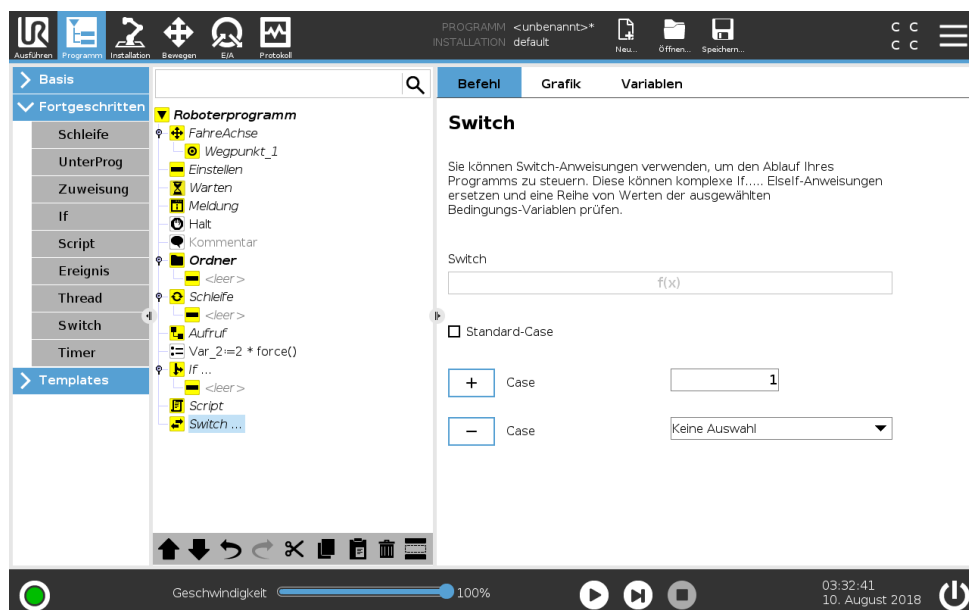 PROGRAMM <unbenannt>*
INSTALLATION default
UR
Ausführen Programm Installation Bewegen E/A Protokoll
Neu... Öffnen... Speichern...
C C
C C
Basis
Fortgeschritten
Schleife
UnterProg
Zuweisung
If
Script
Ereignis
Thread
Switch
Timer
Templates
Roboterprogramm
FahreAchse
Wegpunkt_1
Einstellen
Warten
Meldung
Halt
Kommentar
Ordner
<leer>
Schleife
<leer>
Aufruf
Var_2:=2 * force()
If ...
<leer>
Script
Switch ...
Befehl Grafik Variablen
Switch
Sie können Switch-Anweisungen verwenden, um den Ablauf Ihres
Programms zu steuern. Diese können komplexe If..... ElseIf-Anweisungen
ersetzen und eine Reihe von Werten der ausgewählten
Bedingungs-Variablen prüfen.
Switch
f(x)
Standard-Case
+ Case 1
− Case Keine Auswahl
Geschwindigkeit 100%
03:32:41
10. August 2018